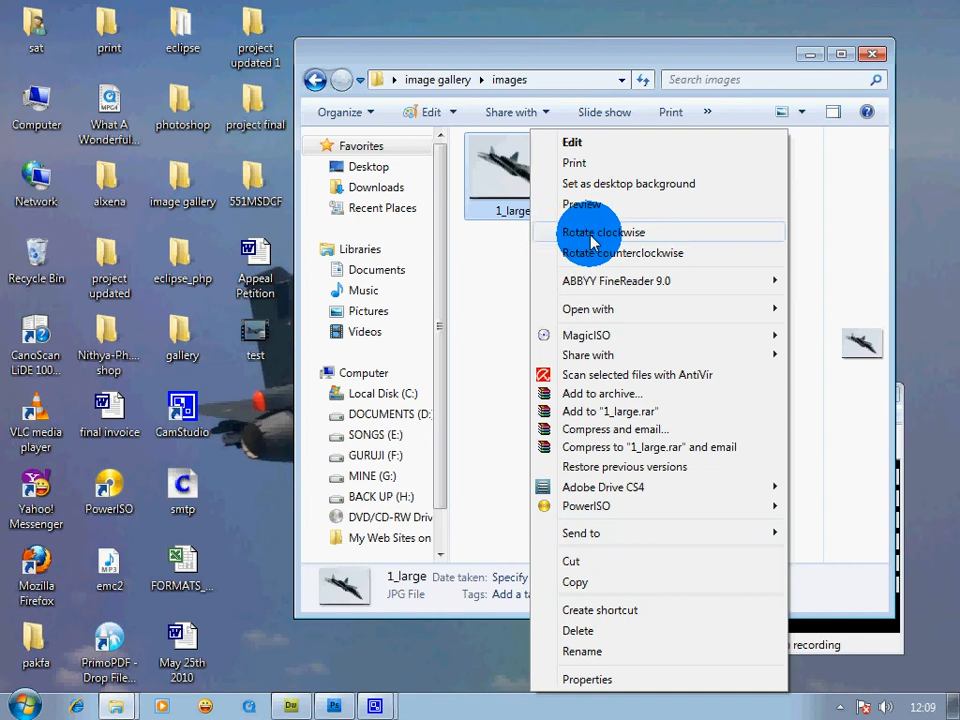 sat
print
eclipse
project
updated 1
Computer
MPG4
What A
Wonderful...
photoshop
project final
Network
alxena
image gallery
551MSDCF
Recycle Bin
project
updated
eclipse_php
Appeal
Petition
CanoScan
LiDE 100...
Nithya-Ph....
shop
gallery
test
VLC media
player
final invoice
CamStudio
Yahoo!
Messenger
PowerISO
smtp
Mozilla
Firefox
MP3
emc2
FORMATS_...
pakfa
PrimoPDF -
Drop File...
May 25th
2010
image gallery
images
Search images
Organize
Edit
Share with
Slide show
Print
»
Favorites
Desktop
Downloads
Recent Places
Libraries
Documents
Music
Pictures
Videos
Computer
Local Disk (C:)
DOCUMENTS (D:
SONGS (E:)
GURUJI (F:)
MINE (G:)
BACK UP (H:)
DVD/CD-RW Driv
My Web Sites on
1_large
1_large
JPG File
Date taken: Specify
Tags: Add a ta
Edit
Print
Set as desktop background
Preview
Rotate clockwise
Rotate counterclockwise
ABBYY FineReader 9.0
Open with
MagicISO
Share with
Scan selected files with AntiVir
Add to archive...
Add to "1_large.rar"
Compress and email...
Compress to "1_large.rar" and email
Restore previous versions
Adobe Drive CS4
PowerISO
Send to
Cut
Copy
Create shortcut
Delete
Rename
Properties
recording
Dw
Ps
12:09